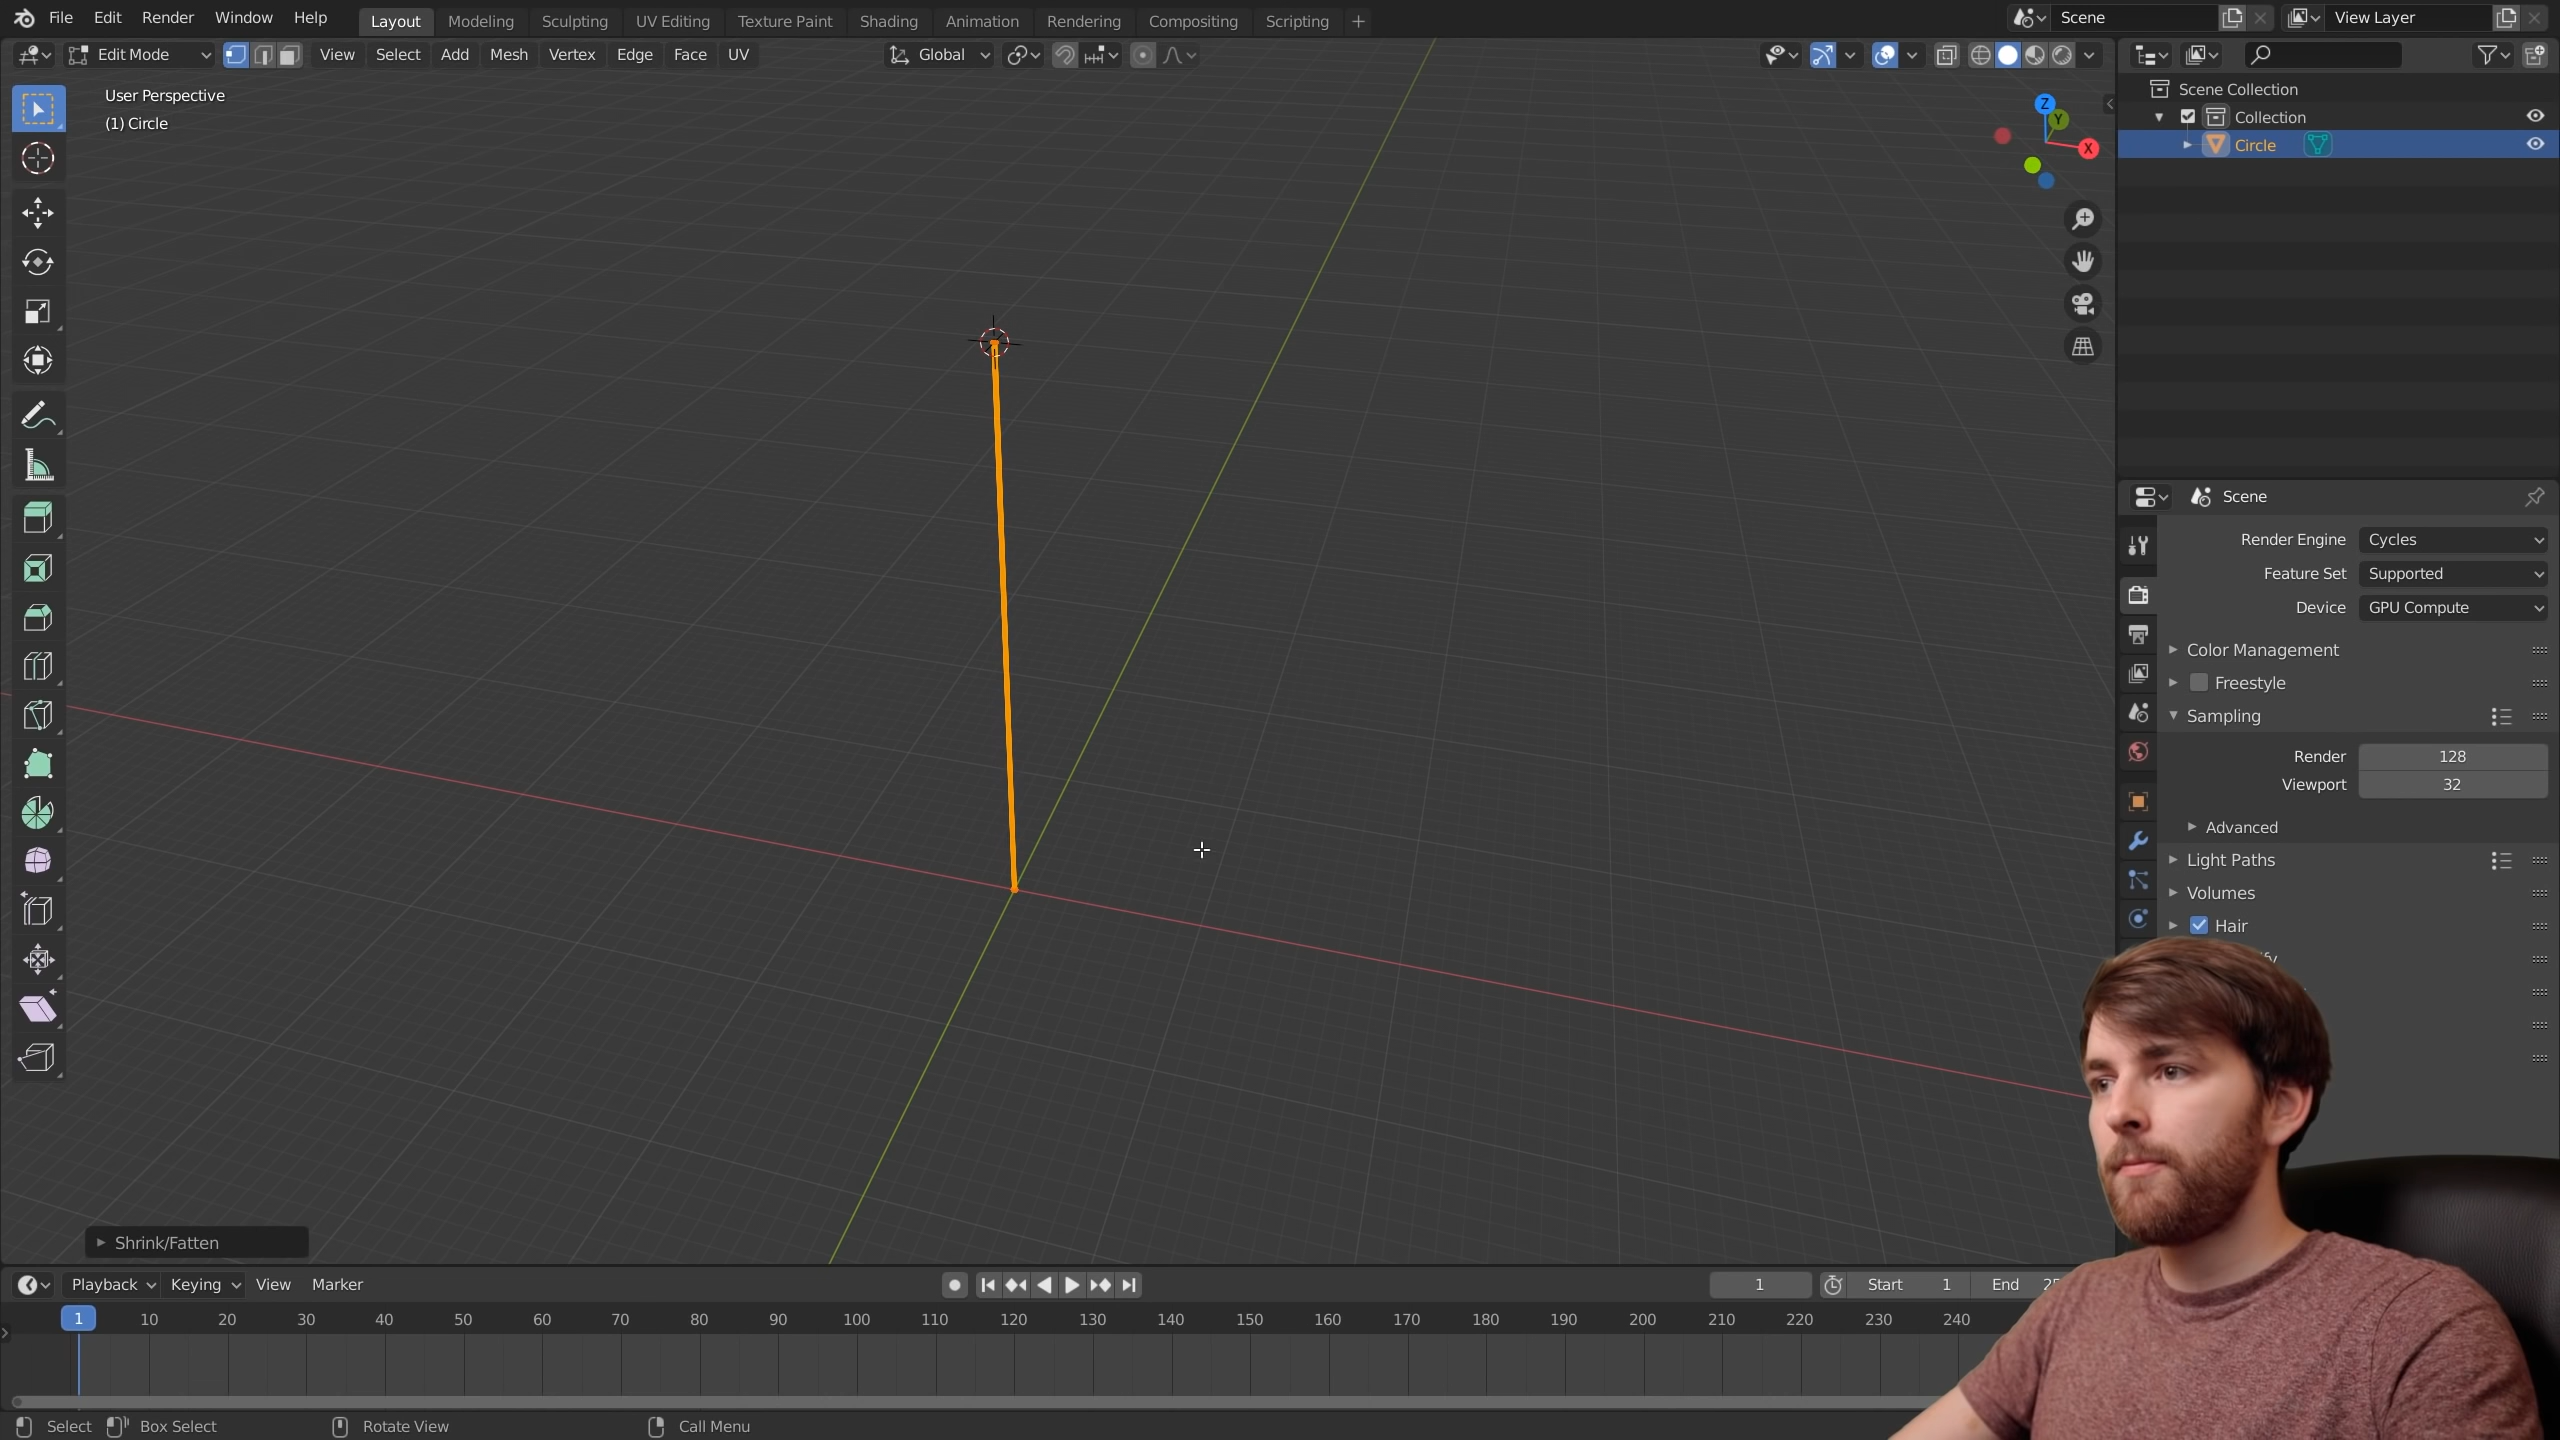 File Edit Render Window Help Layout Modeling Sculpting UV Editing Texture Paint Shading Animation Rendering Compositing Scripting + Scene View Layer
Edit Mode View Select Add Mesh Vertex Edge Face UV Global
User Perspective
(1) Circle
Z
Y
X
Scene Collection
Collection
Circle
Scene
Render Engine Cycles
Feature Set Supported
Device GPU Compute
Color Management
Freestyle
Sampling
Render 128
Viewport 32
Advanced
Light Paths
Volumes
Hair
Shrink/Fatten
Playback Keying View Marker 1 Start 1 End
1 10 20 30 40 50 60 70 80 90 100 110 120 130 140 150 160 170 180 190 200 210 220 230 240
Select Box Select Rotate View Call Menu